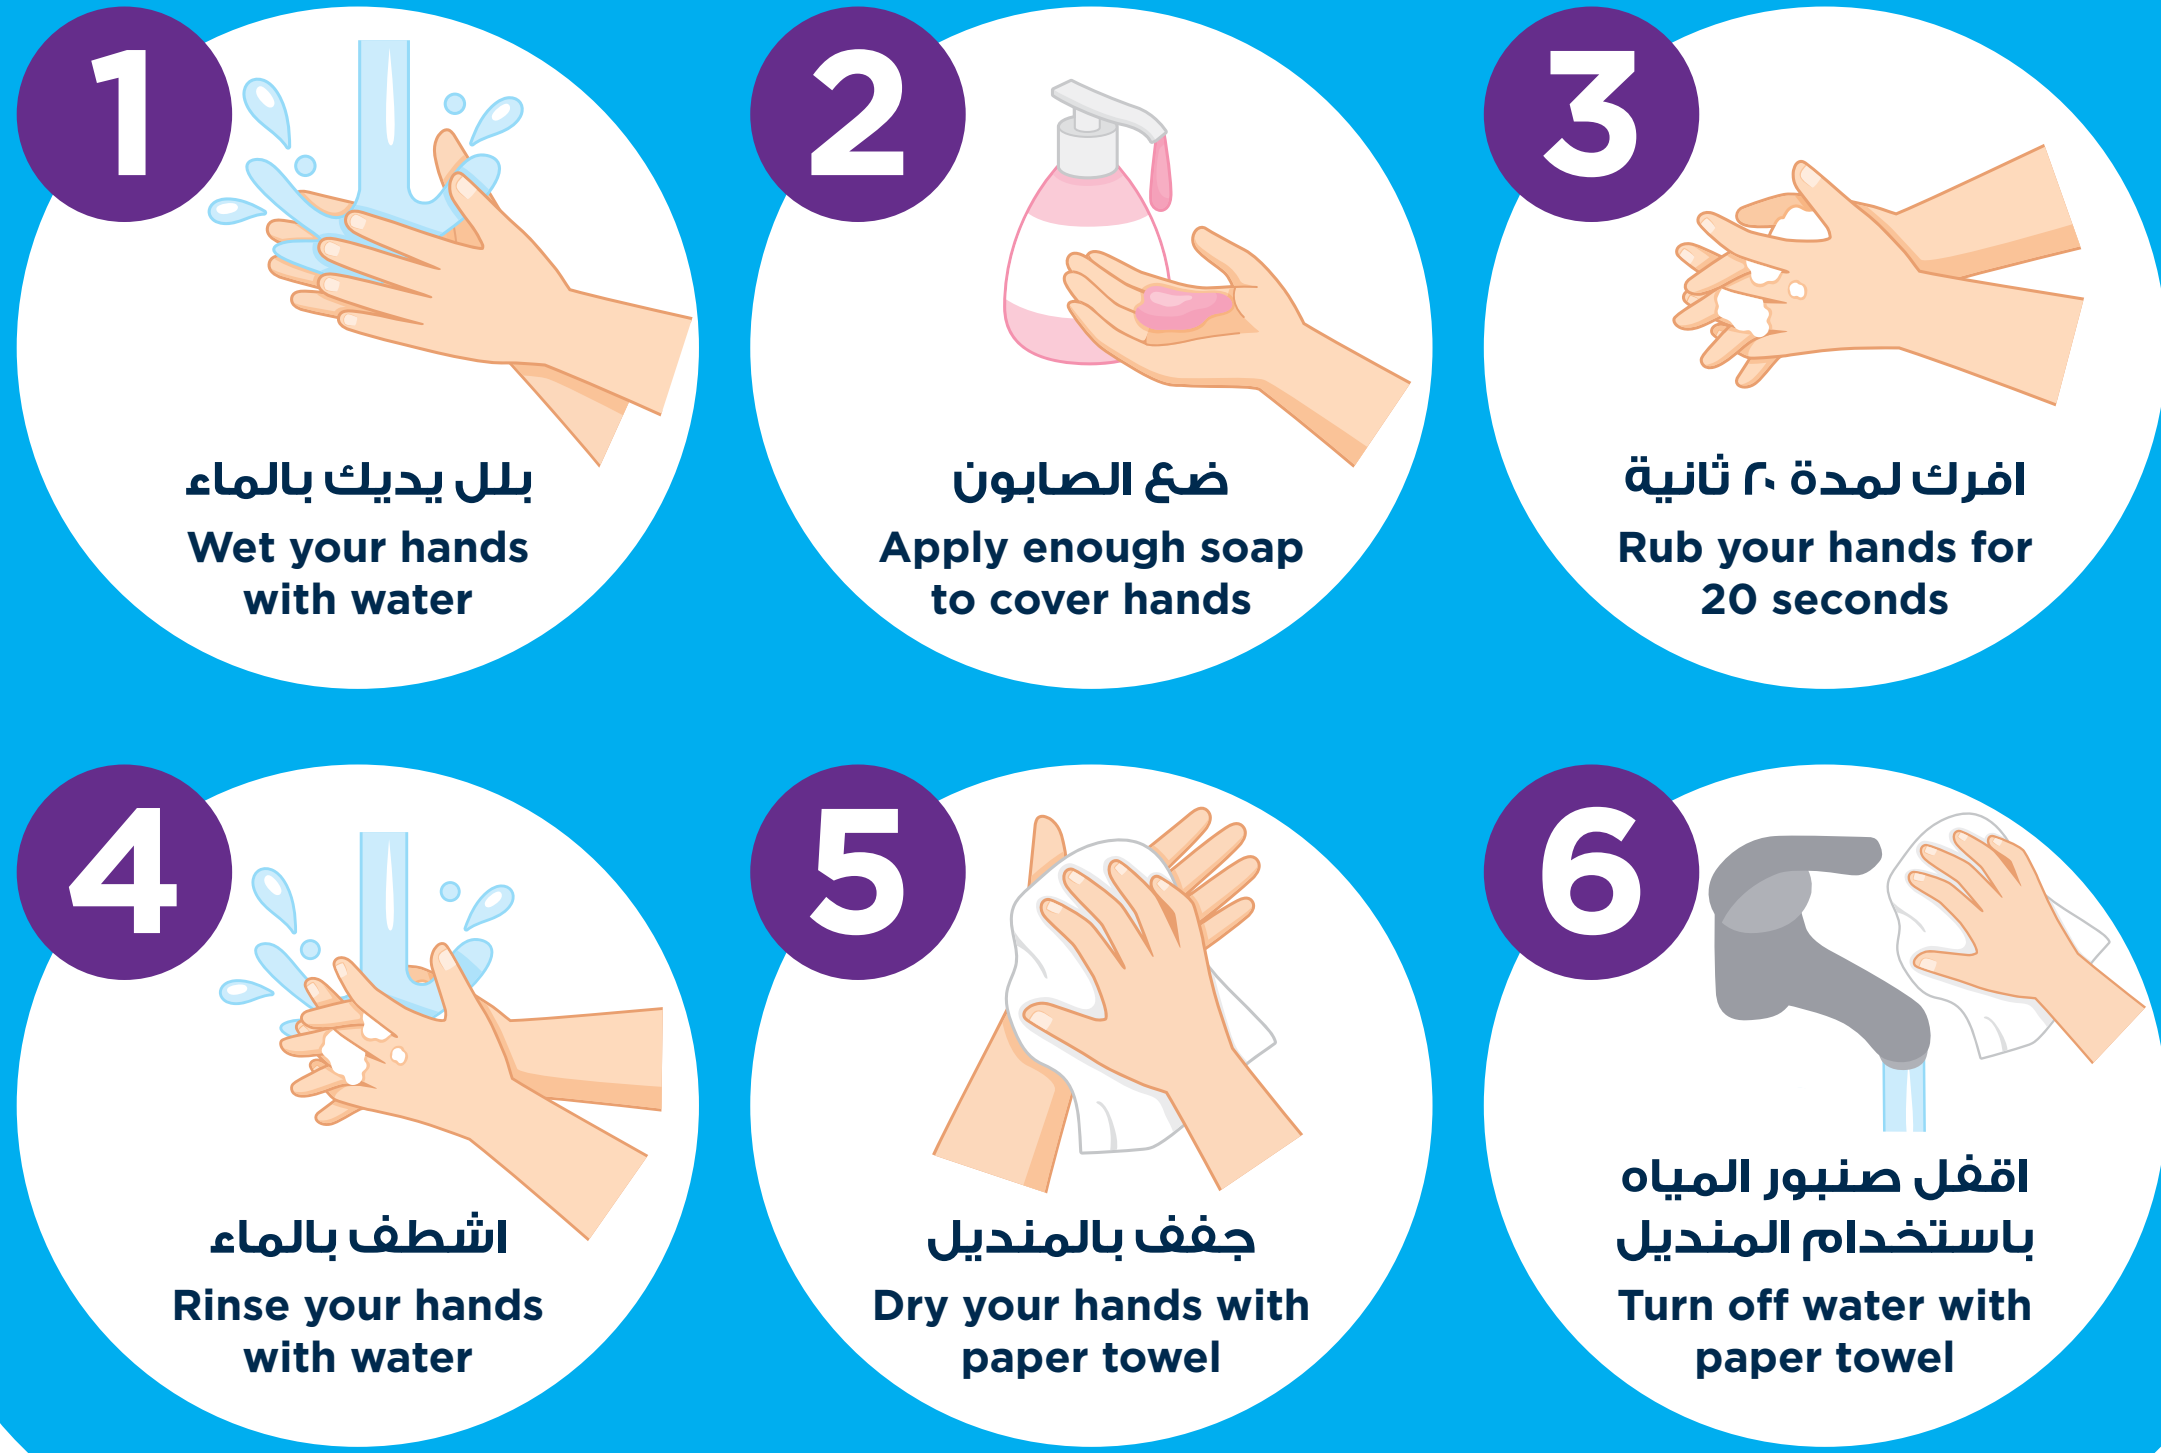 1
بلل يديك بالماء
Wet your hands
with water
2
ضع الصابون
Apply enough soap
to cover hands
3
افرك لمدة ٢٠ ثانية
Rub your hands for
20 seconds
4
اشطف بالماء
Rinse your hands
with water
5
جفف بالمنديل
Dry your hands with
paper towel
6
اقفل صنبور المياه
باستخدام المنديل
Turn off water with
paper towel